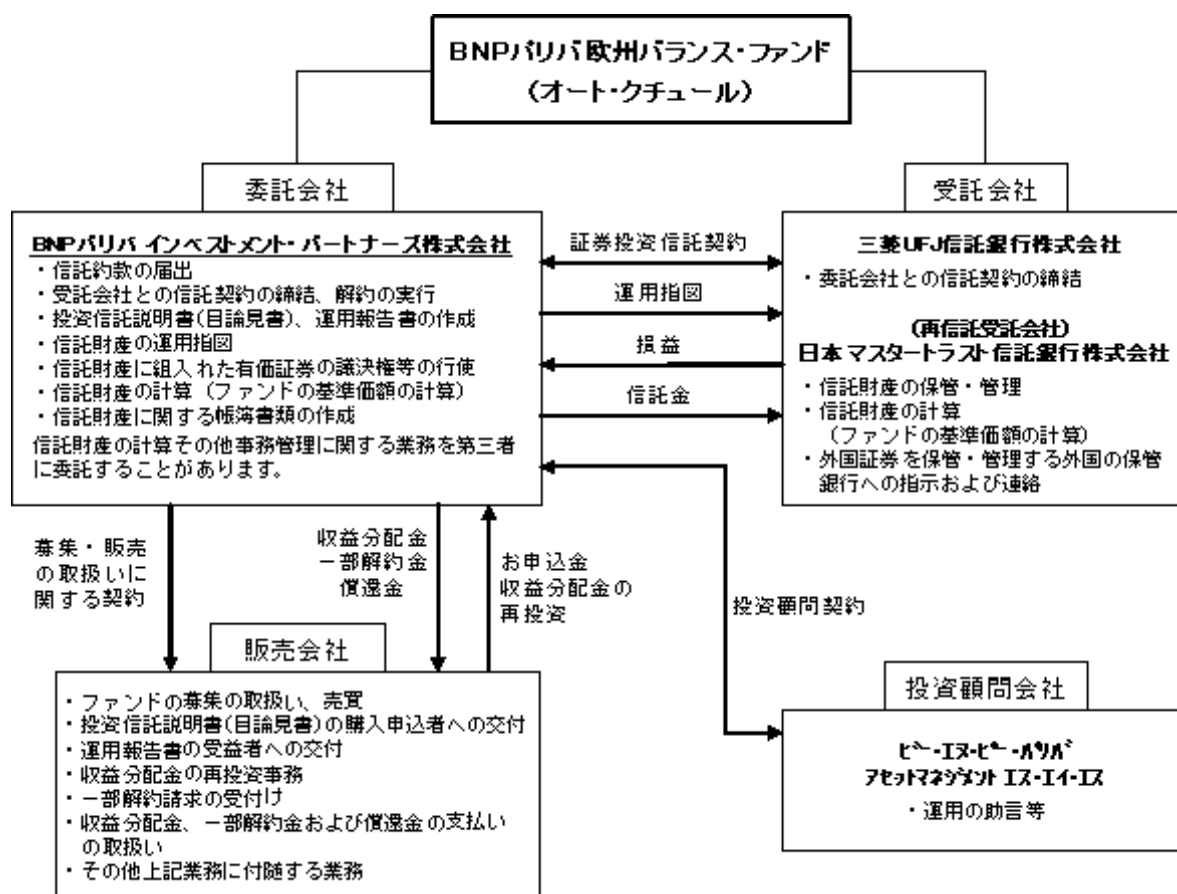 BNPパリバ欧州バランス・ファンド
（オート・クチュール）
委託会社
受託会社
BNPパリバ インベストメント・パートナーズ株式会社
・信託約款の届出
・受託会社との信託契約の締結、解約の実行
・投資信託説明書(目論見書)、運用報告書の作成
・信託財産の運用指図
・信託財産に組入れた有価証券の議決権等の行使
・信託財産の計算（ファンドの基準価額の計算）
・信託財産に関する帳簿書類の作成
信託財産の計算その他事務管理に関する業務を第三者
に委託することがあります。
証券投資信託契約
運用指図
損益
信託金
三菱UFJ信託銀行株式会社
・委託会社との信託契約の締結
(再信託受託会社)
日本マスタートラスト信託銀行株式会社
・信託財産の保管・管理
・信託財産の計算
（ファンドの基準価額の計算）
・外国証券を保管・管理する外国の保管
銀行への指示および連絡
募集・販売
の取扱いに
関する契約
収益分配金
一部解約金
償還金
お申込金
収益分配金の
再投資
投資顧問契約
販売会社
・ファンドの募集の取扱い、売買
・投資信託説明書(目論見書)の購入申込者への交付
・運用報告書の受益者への交付
・収益分配金の再投資事務
・一部解約請求の受付け
・収益分配金、一部解約金および償還金の支払い
の取扱い
・その他上記業務に付随する業務
投資顧問会社
ビー・エヌ・ピー・パリバ
アセットマネジメント エス・エイ・エス
・運用の助言等